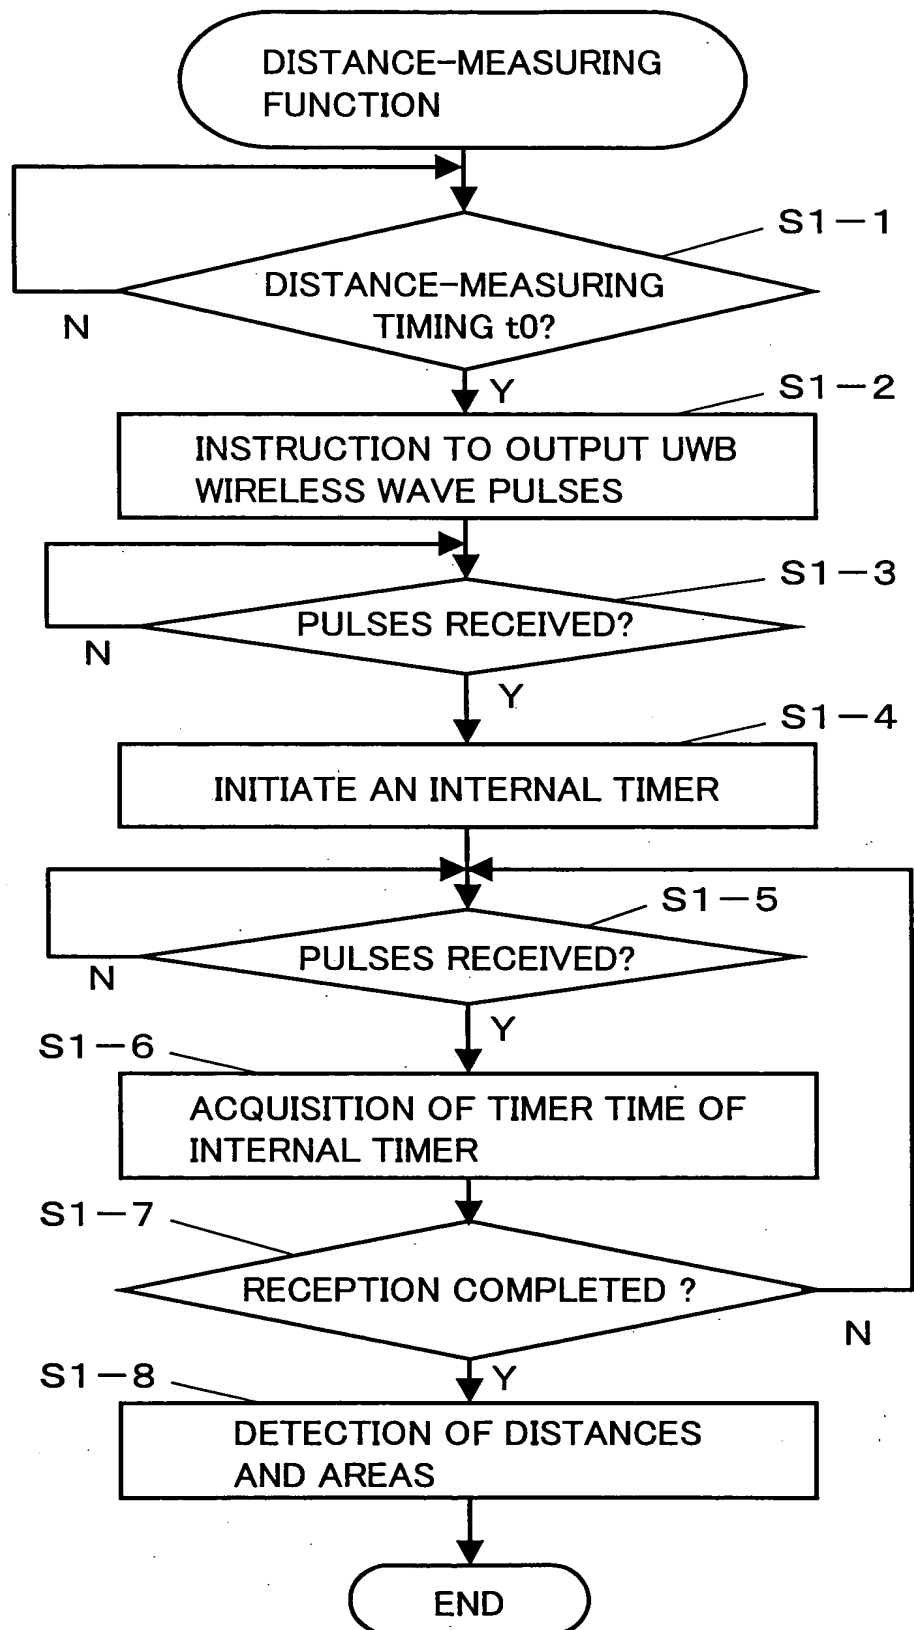 DISTANCE-MEASURING
FUNCTION
S1-1
DISTANCE-MEASURING
TIMING t0?
N
Y
S1-2
INSTRUCTION TO OUTPUT UWB
WIRELESS WAVE PULSES
S1-3
PULSES RECEIVED?
N
Y
S1-4
INITIATE AN INTERNAL TIMER
S1-5
PULSES RECEIVED?
N
Y
S1-6
ACQUISITION OF TIMER TIME OF
INTERNAL TIMER
S1-7
RECEPTION COMPLETED ?
N
Y
S1-8
DETECTION OF DISTANCES
AND AREAS
END